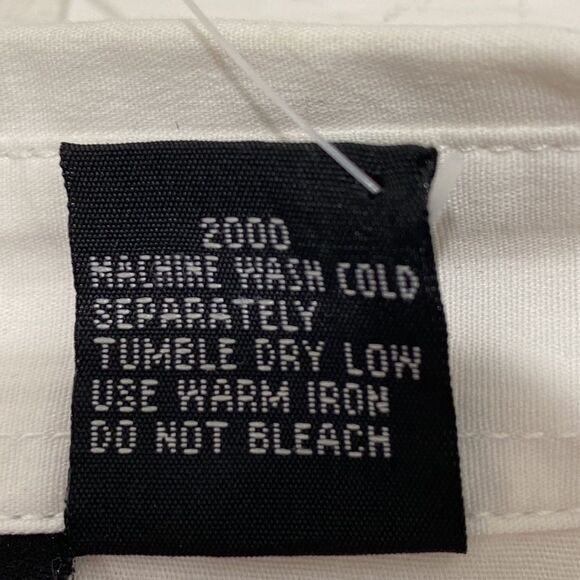 2000
MACHINE WASH COLD
SEPARATELY
TUMBLE DRY LOW
USE WARM IRON
DO NOT BLEACH